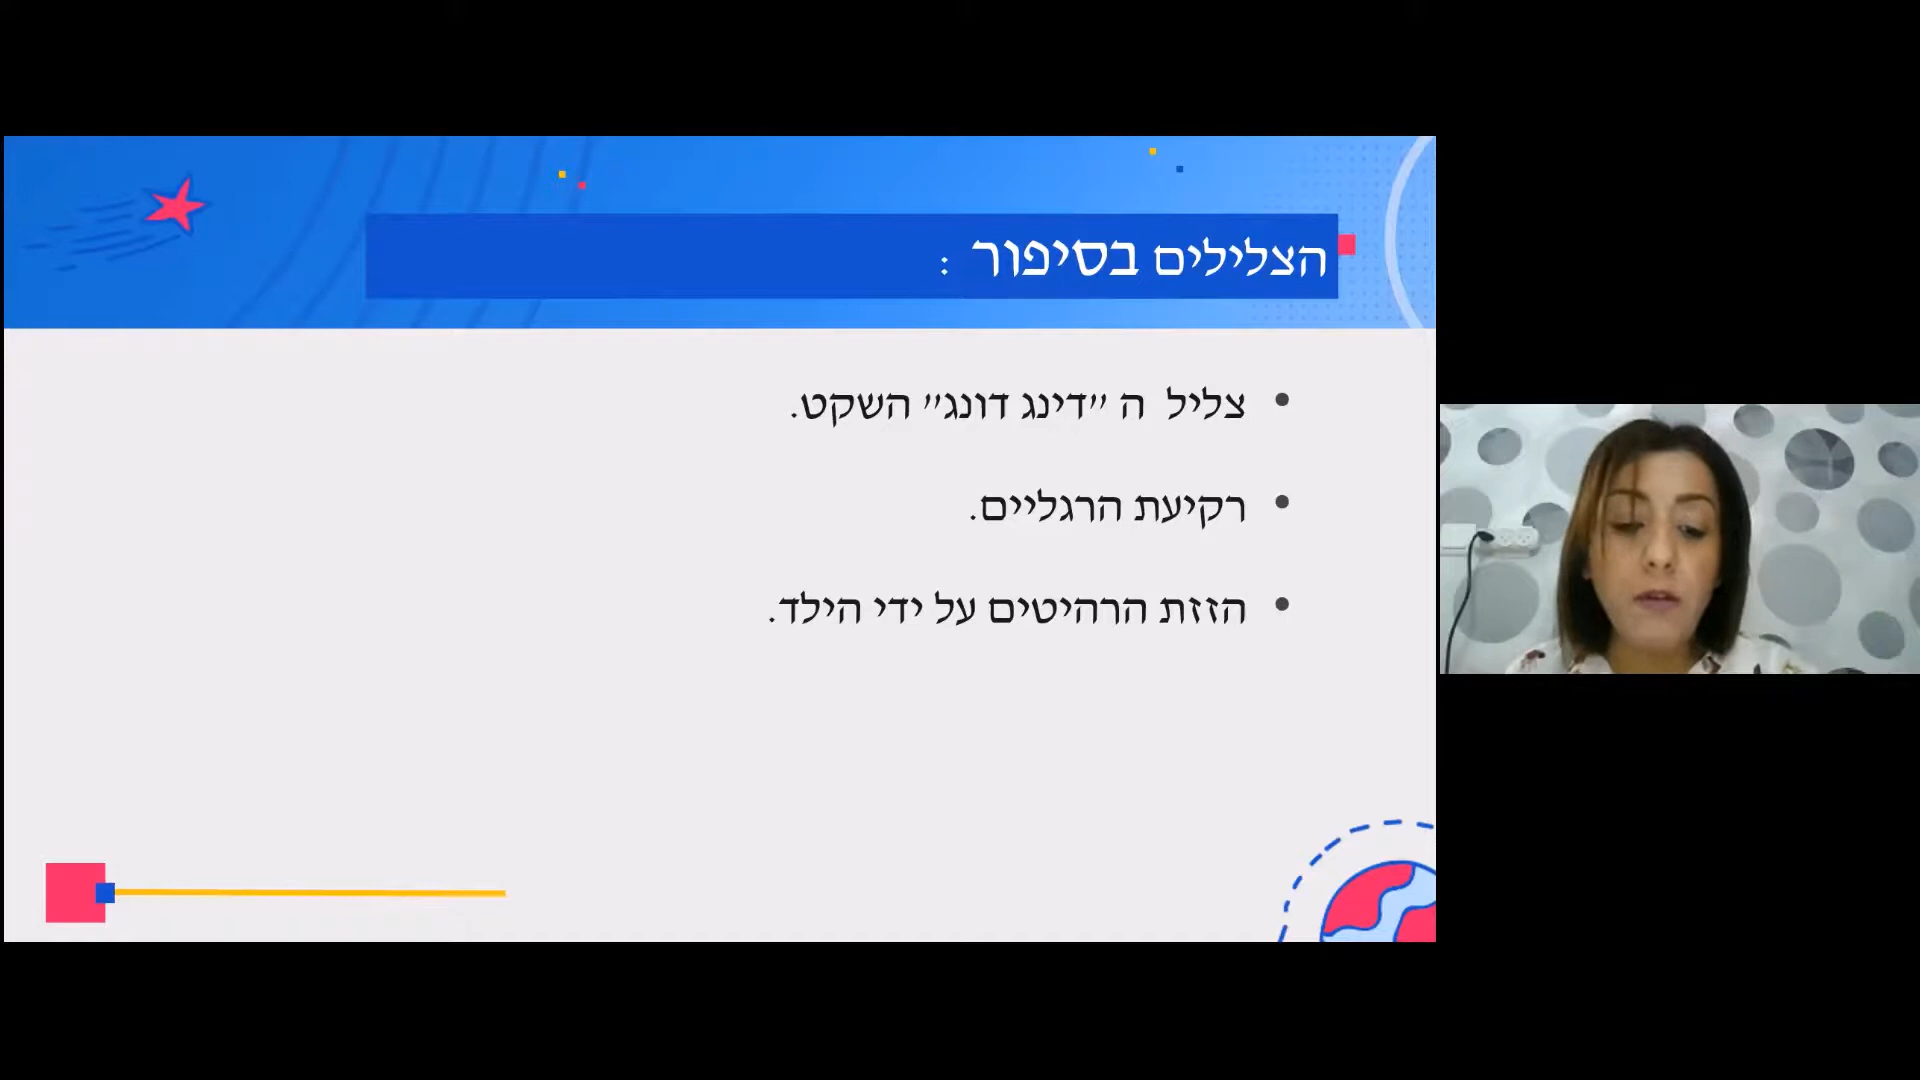 הצלילים בסיפור :
• צליל ה "דינג דונג" השקט.
• רקיעת הרגליים.
• הזזת הרהיטים על ידי הילד.